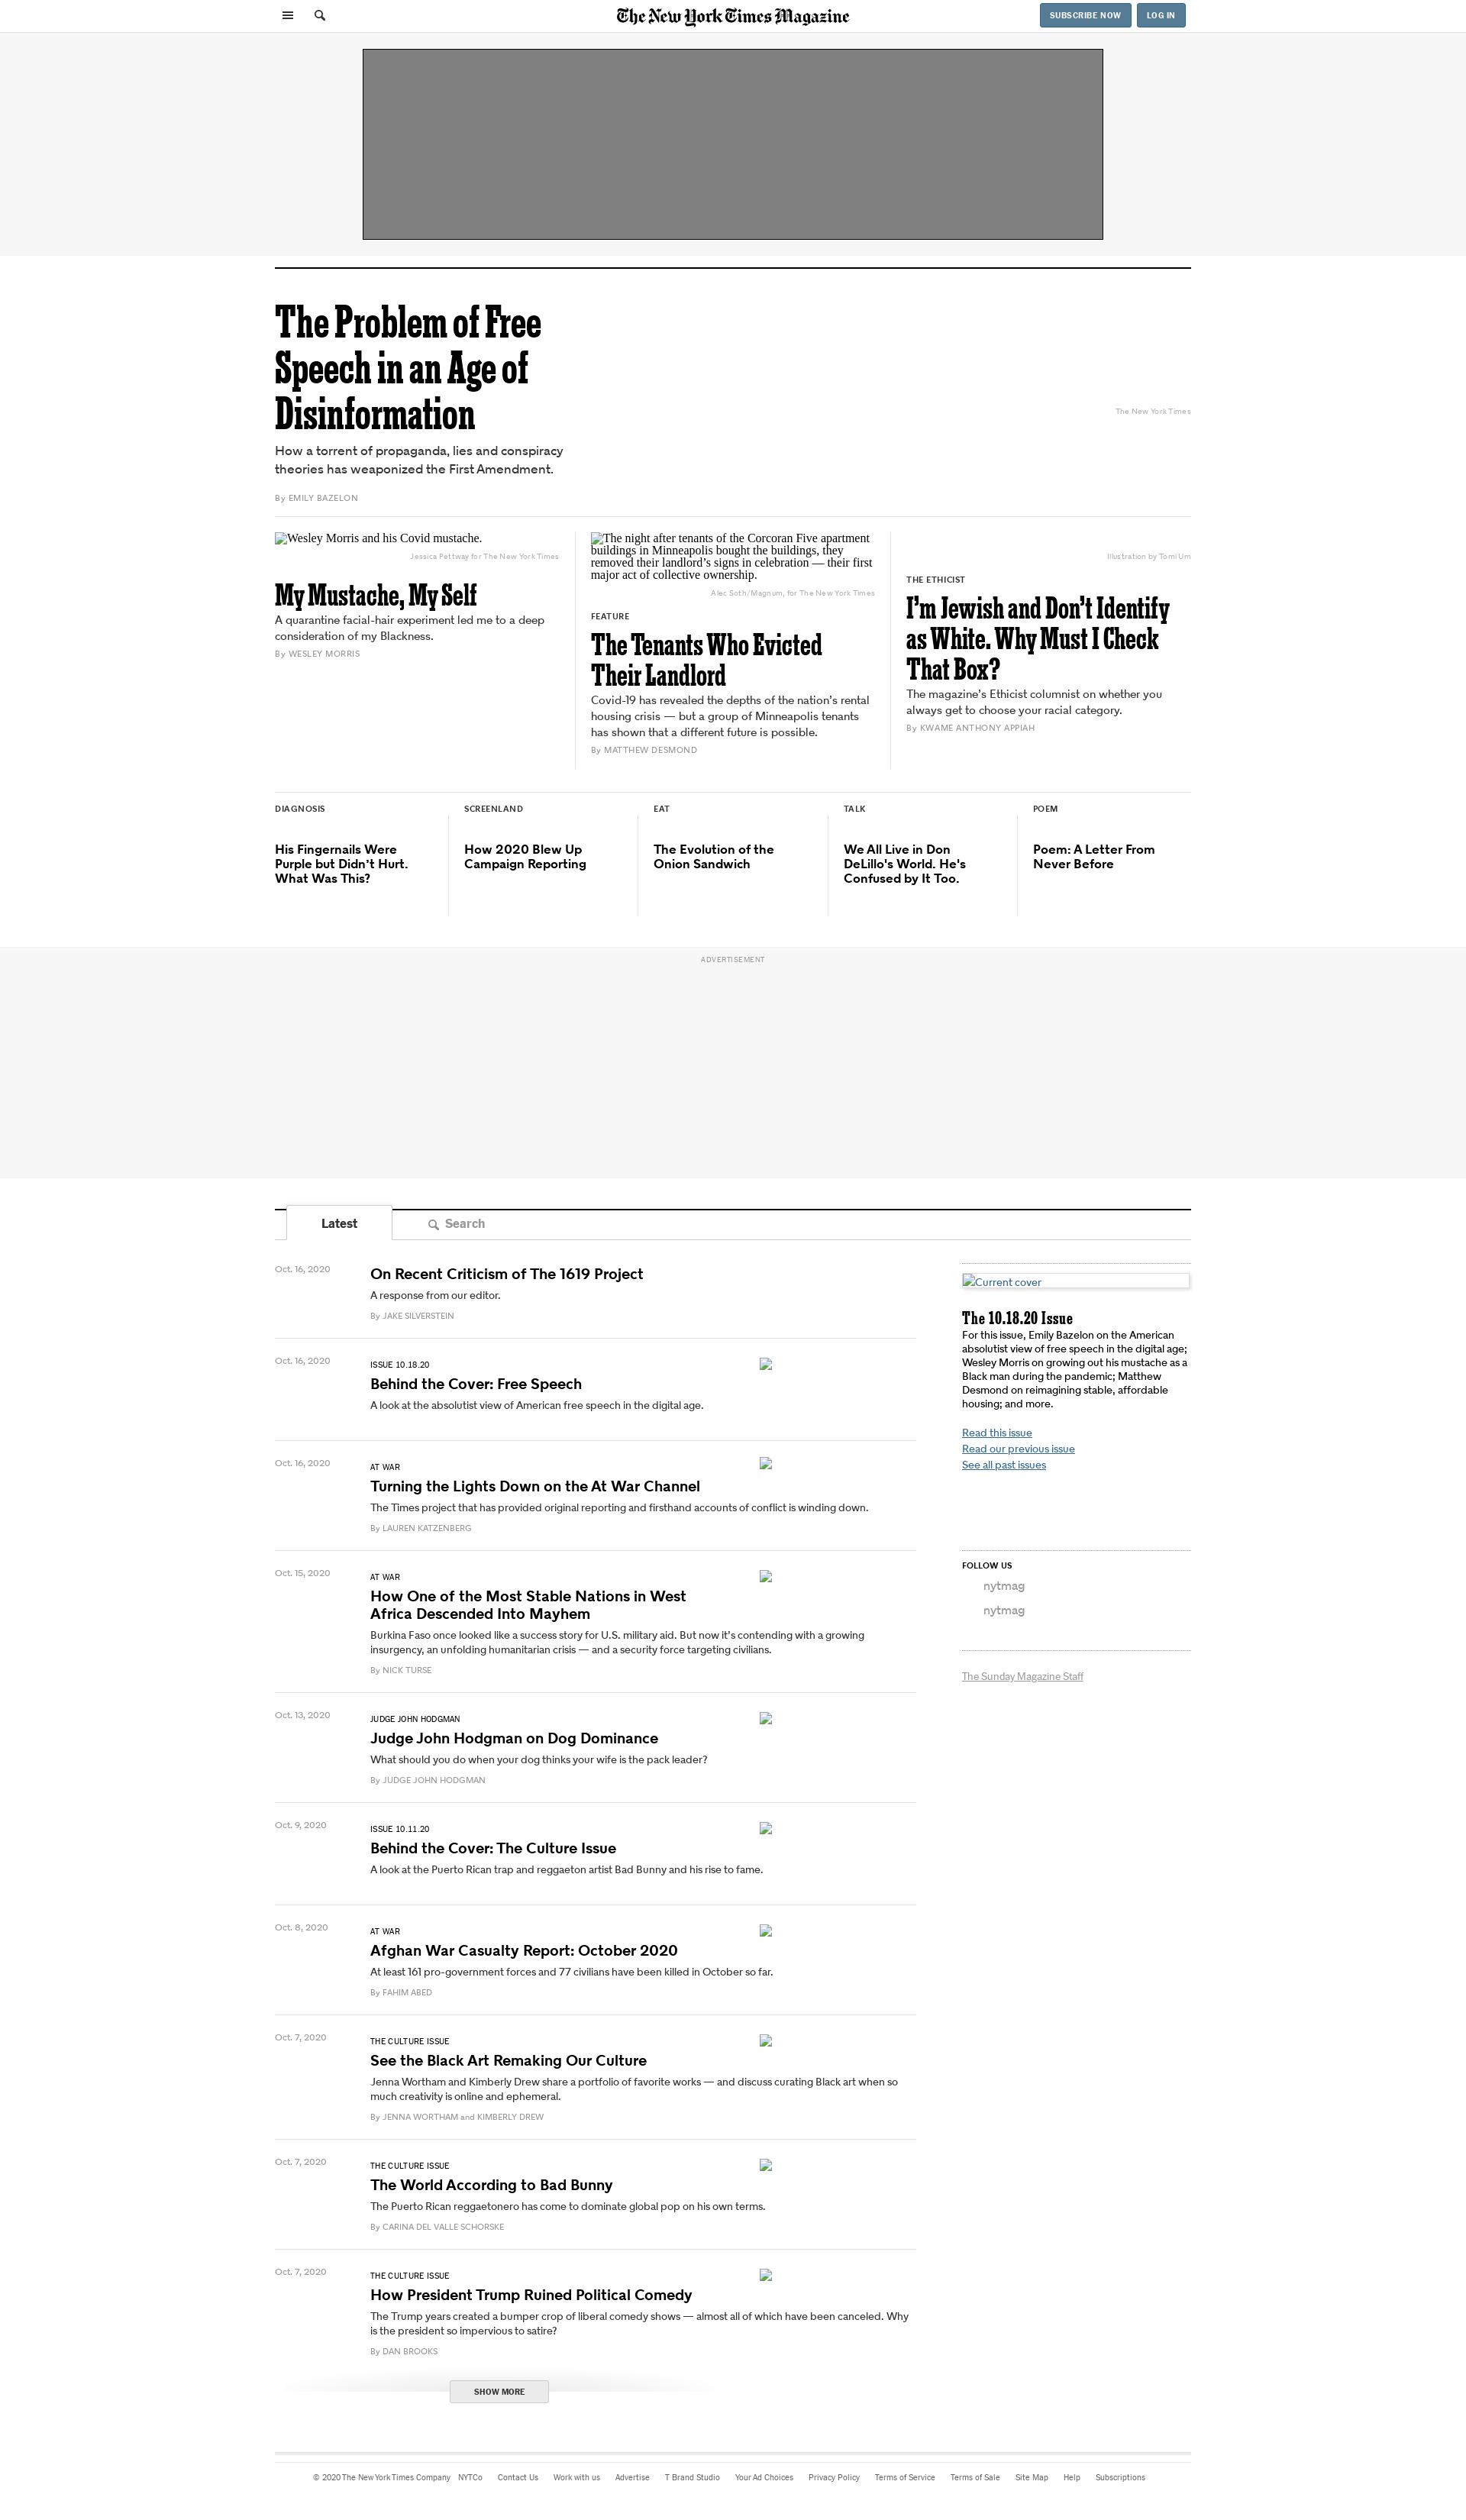 The New York Times Magazine
SUBSCRIBE NOW
LOG IN
The Problem of Free
Speech in an Age of
Disinformation
How a torrent of propaganda, lies and conspiracy
theories has weaponized the First Amendment.
By EMILY BAZELON
The New York Times
Wesley Morris and his Covid mustache.
Jessica Pettway for The New York Times
My Mustache, My Self
A quarantine facial-hair experiment led me to a deep
consideration of my Blackness.
By WESLEY MORRIS
The night after tenants of the Corcoran Five apartment
buildings in Minneapolis bought the buildings, they
removed their landlord’s signs in celebration — their first
major act of collective ownership.
Alec Soth/Magnum, for The New York Times
FEATURE
The Tenants Who Evicted
Their Landlord
Covid-19 has revealed the depths of the nation’s rental
housing crisis — but a group of Minneapolis tenants
has shown that a different future is possible.
By MATTHEW DESMOND
Illustration by Tomi Um
THE ETHICIST
I’m Jewish and Don’t Identify
as White. Why Must I Check
That Box?
The magazine’s Ethicist columnist on whether you
always get to choose your racial category.
By KWAME ANTHONY APPIAH
DIAGNOSIS
His Fingernails Were
Purple but Didn’t Hurt.
What Was This?
SCREENLAND
How 2020 Blew Up
Campaign Reporting
EAT
The Evolution of the
Onion Sandwich
TALK
We All Live in Don
DeLillo's World. He's
Confused by It Too.
POEM
Poem: A Letter From
Never Before
ADVERTISEMENT
Latest
Search
Oct. 16, 2020
On Recent Criticism of The 1619 Project
A response from our editor.
By JAKE SILVERSTEIN
Oct. 16, 2020
ISSUE 10.18.20
Behind the Cover: Free Speech
A look at the absolutist view of American free speech in the digital age.
Oct. 16, 2020
AT WAR
Turning the Lights Down on the At War Channel
The Times project that has provided original reporting and firsthand accounts of conflict is winding down.
By LAUREN KATZENBERG
Oct. 15, 2020
AT WAR
How One of the Most Stable Nations in West
Africa Descended Into Mayhem
Burkina Faso once looked like a success story for U.S. military aid. But now it’s contending with a growing
insurgency, an unfolding humanitarian crisis — and a security force targeting civilians.
By NICK TURSE
Oct. 13, 2020
JUDGE JOHN HODGMAN
Judge John Hodgman on Dog Dominance
What should you do when your dog thinks your wife is the pack leader?
By JUDGE JOHN HODGMAN
Oct. 9, 2020
ISSUE 10.11.20
Behind the Cover: The Culture Issue
A look at the Puerto Rican trap and reggaeton artist Bad Bunny and his rise to fame.
Oct. 8, 2020
AT WAR
Afghan War Casualty Report: October 2020
At least 161 pro-government forces and 77 civilians have been killed in October so far.
By FAHIM ABED
Oct. 7, 2020
THE CULTURE ISSUE
See the Black Art Remaking Our Culture
Jenna Wortham and Kimberly Drew share a portfolio of favorite works — and discuss curating Black art when so
much creativity is online and ephemeral.
By JENNA WORTHAM and KIMBERLY DREW
Oct. 7, 2020
THE CULTURE ISSUE
The World According to Bad Bunny
The Puerto Rican reggaetonero has come to dominate global pop on his own terms.
By CARINA DEL VALLE SCHORSKE
Oct. 7, 2020
THE CULTURE ISSUE
How President Trump Ruined Political Comedy
The Trump years created a bumper crop of liberal comedy shows — almost all of which have been canceled. Why
is the president so impervious to satire?
By DAN BROOKS
SHOW MORE
Current cover
The 10.18.20 Issue
For this issue, Emily Bazelon on the American
absolutist view of free speech in the digital age;
Wesley Morris on growing out his mustache as a
Black man during the pandemic; Matthew
Desmond on reimagining stable, affordable
housing; and more.
Read this issue
Read our previous issue
See all past issues
FOLLOW US
nytmag
nytmag
The Sunday Magazine Staff
© 2020 The New York Times Company NYTCo Contact Us Work with us Advertise T Brand Studio Your Ad Choices Privacy Policy Terms of Service Terms of Sale Site Map Help Subscriptions